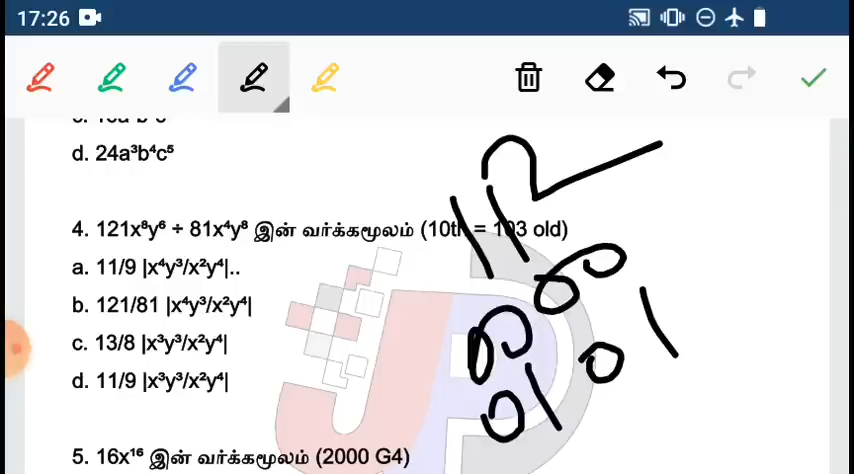 17:26
d. 24a³b⁴c⁵
4. 121x⁸y⁶ ÷ 81x⁴y⁸ இன் வர்க்கமூலம் (10th = 103 old)
a. 11/9 |x⁴y³/x²y⁴|..
b. 121/81 |x⁴y³/x²y⁴|
c. 13/8 |x³y³/x²y⁴|
d. 11/9 |x³y³/x²y⁴|
5. 16x¹⁶ இன் வர்க்கமூலம் (2000 G4)